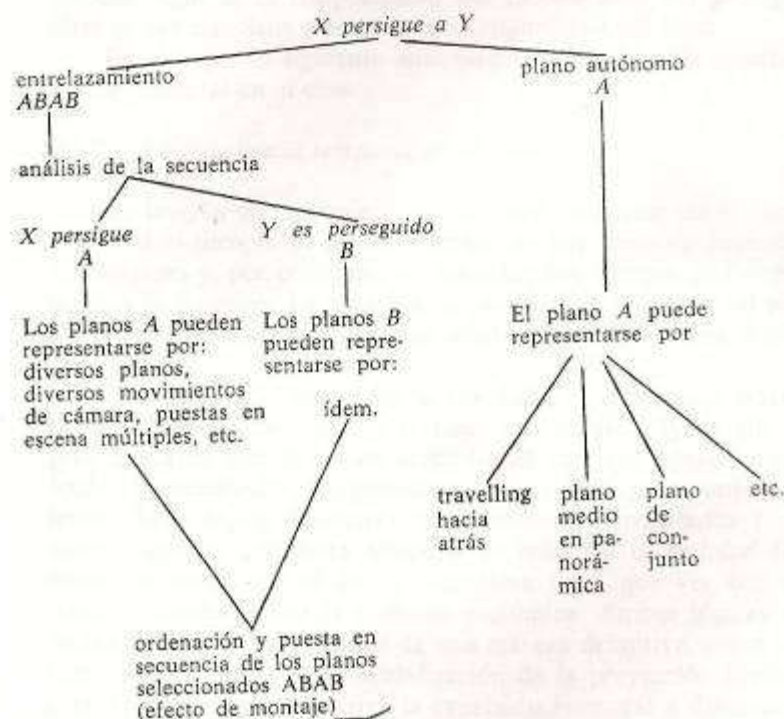 X persigue a Y
entrelazamiento
ABAB
plano autónomo
A
análisis de la secuencia
X persigue
A
Y es perseguido
B
Los planos A pueden
representarse por:
diversos planos,
diversos movimientos
de cámara, puestas en
escena múltiples, etc.
Los planos B
pueden repre-
sentarse por:
ídem.
El plano A puede
representarse por
travelling
hacia
atrás
plano
medio
en pa-
norá-
mica
plano
de
con-
junto
etc.
ordenación y puesta en
secuencia de los planos
seleccionados ABAB
(efecto de montaje)